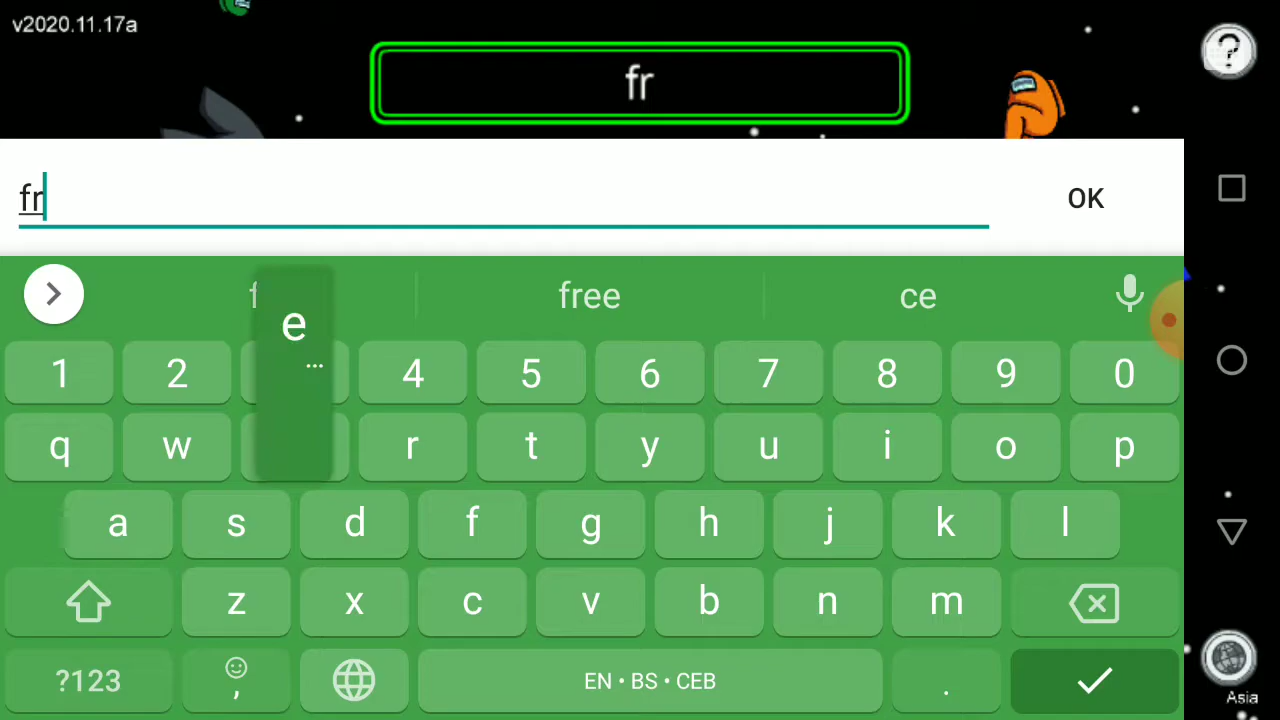 v2020.11.17a
fr
fr
OK
free ce
e
...
1 2 4 5 6 7 8 9 0
q w r t y u i o p
a s d f g h j k l
z x c v b n m
?123 , EN • BS • CEB .
Asia